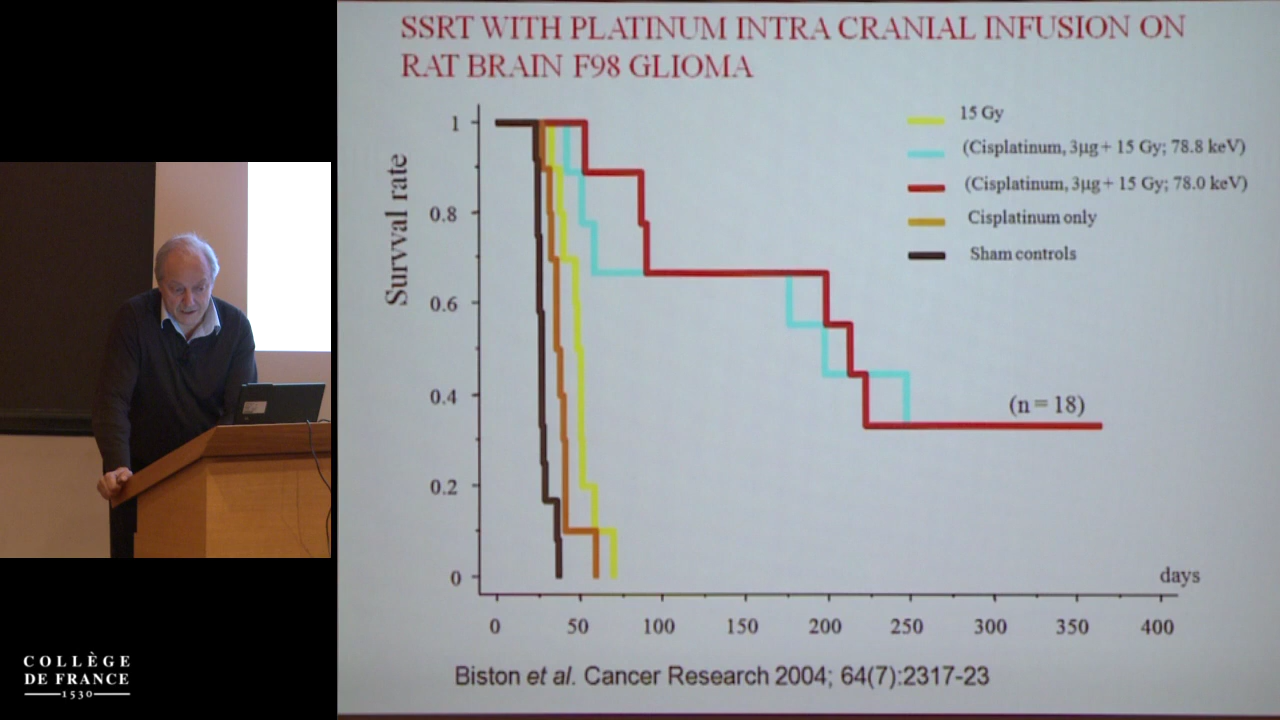 SSRT WITH PLATINUM INTRA CRANIAL INFUSION ON
RAT BRAIN F98 GLIOMA
15 Gy
(Cisplatinum, 3µg + 15 Gy; 78.8 keV)
(Cisplatinum, 3µg + 15 Gy; 78.0 keV)
Cisplatinum only
Sham controls
Survval rate
1
0.8
0.6
0.4
0.2
0
(n = 18)
days
0 50 100 150 200 250 300 350 400
Biston et al. Cancer Research 2004; 64(7):2317-23
COLLÈGE
DE FRANCE
1530